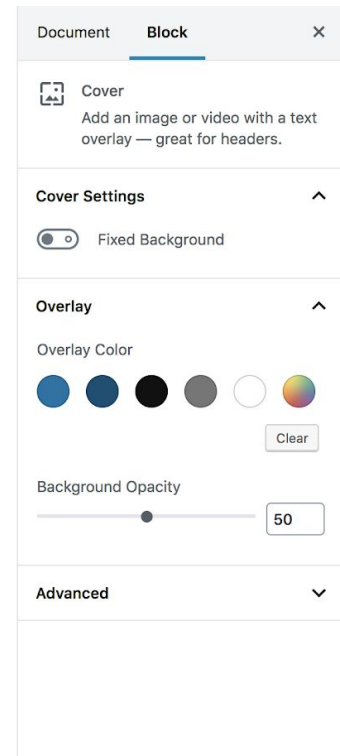 Document Block ×
Cover
Add an image or video with a text
overlay — great for headers.
Cover Settings
Fixed Background
Overlay
Overlay Color
Clear
Background Opacity
50
Advanced